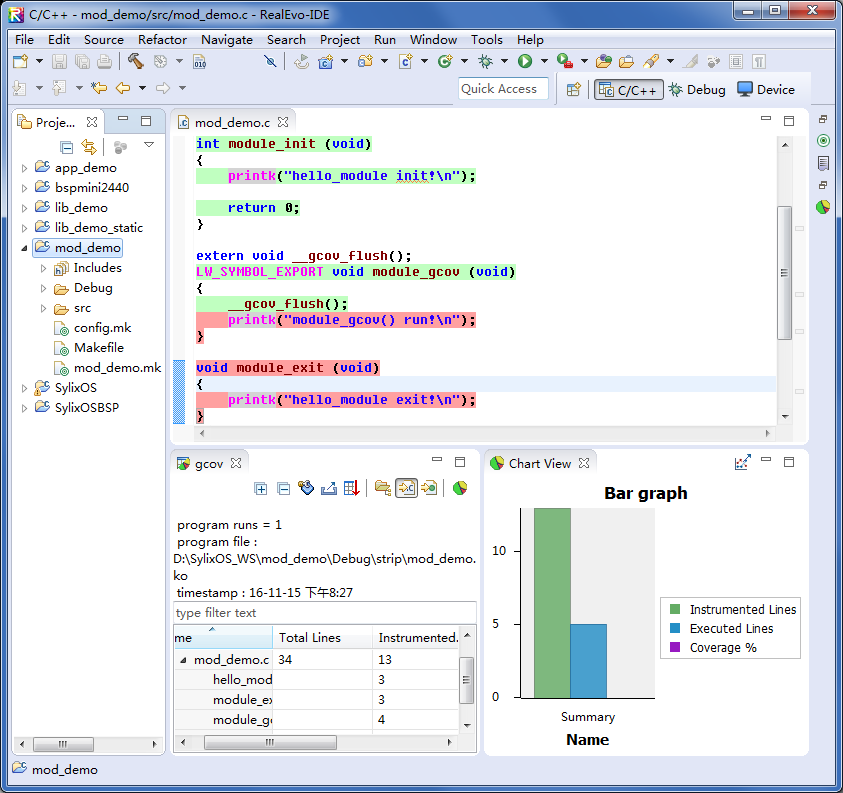 C/C++ - mod_demo/src/mod_demo.c - RealEvo-IDE
File Edit Source Refactor Navigate Search Project Run Window Tools Help
010
Quick Access
C/C++
Debug
Device
Proje...
app_demo
bspmini2440
lib_demo
lib_demo_static
mod_demo
Includes
Debug
src
config.mk
Makefile
mod_demo.mk
SylixOS
SylixOSBSP
mod_demo.c
int module_init (void)
{
printk("hello_module init!\n");
return 0;
}
extern void __gcov_flush();
LW_SYMBOL_EXPORT void module_gcov (void)
{
__gcov_flush();
printk("module_gcov() run!\n");
}
void module_exit (void)
{
printk("hello_module exit!\n");
}
gcov
program runs = 1
program file :
D:\SylixOS_WS\mod_demo\Debug\strip\mod_demo.
ko
timestamp : 16-11-15 下午8:27
type filter text
me Total Lines Instrumented.
mod_demo.c 34 13
hello_mod 3
module_ex 3
module_gc 4
Chart View
Bar graph
10
5
0
Summary
Name
Instrumented Lines
Executed Lines
Coverage %
mod_demo